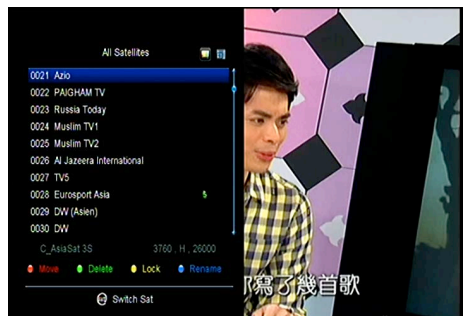 All Satellites
0021 Azio
0022 PAIGHAM TV
0023 Russia Today
0024 Muslim TV1
0025 Muslim TV2
0026 Al Jazeera International
0027 TV5
0028 Eurosport Asia $
0029 DW (Asien)
0030 DW
C_AsiaSat 3S 3760 . H , 26000
Move Delete Lock Rename
Switch Sat
寫了幾首歌